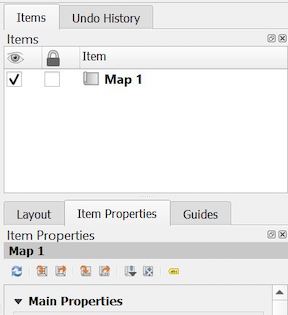 Items Undo History
Items
Item
Map 1
Layout Item Properties Guides
Item Properties
Map 1
Main Properties